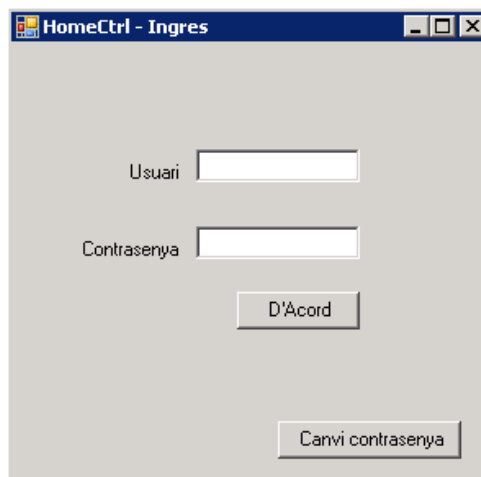 HomeCtrl - Ingres
Usuari
Contrasenya
D'Acord
Canvi contrasenya